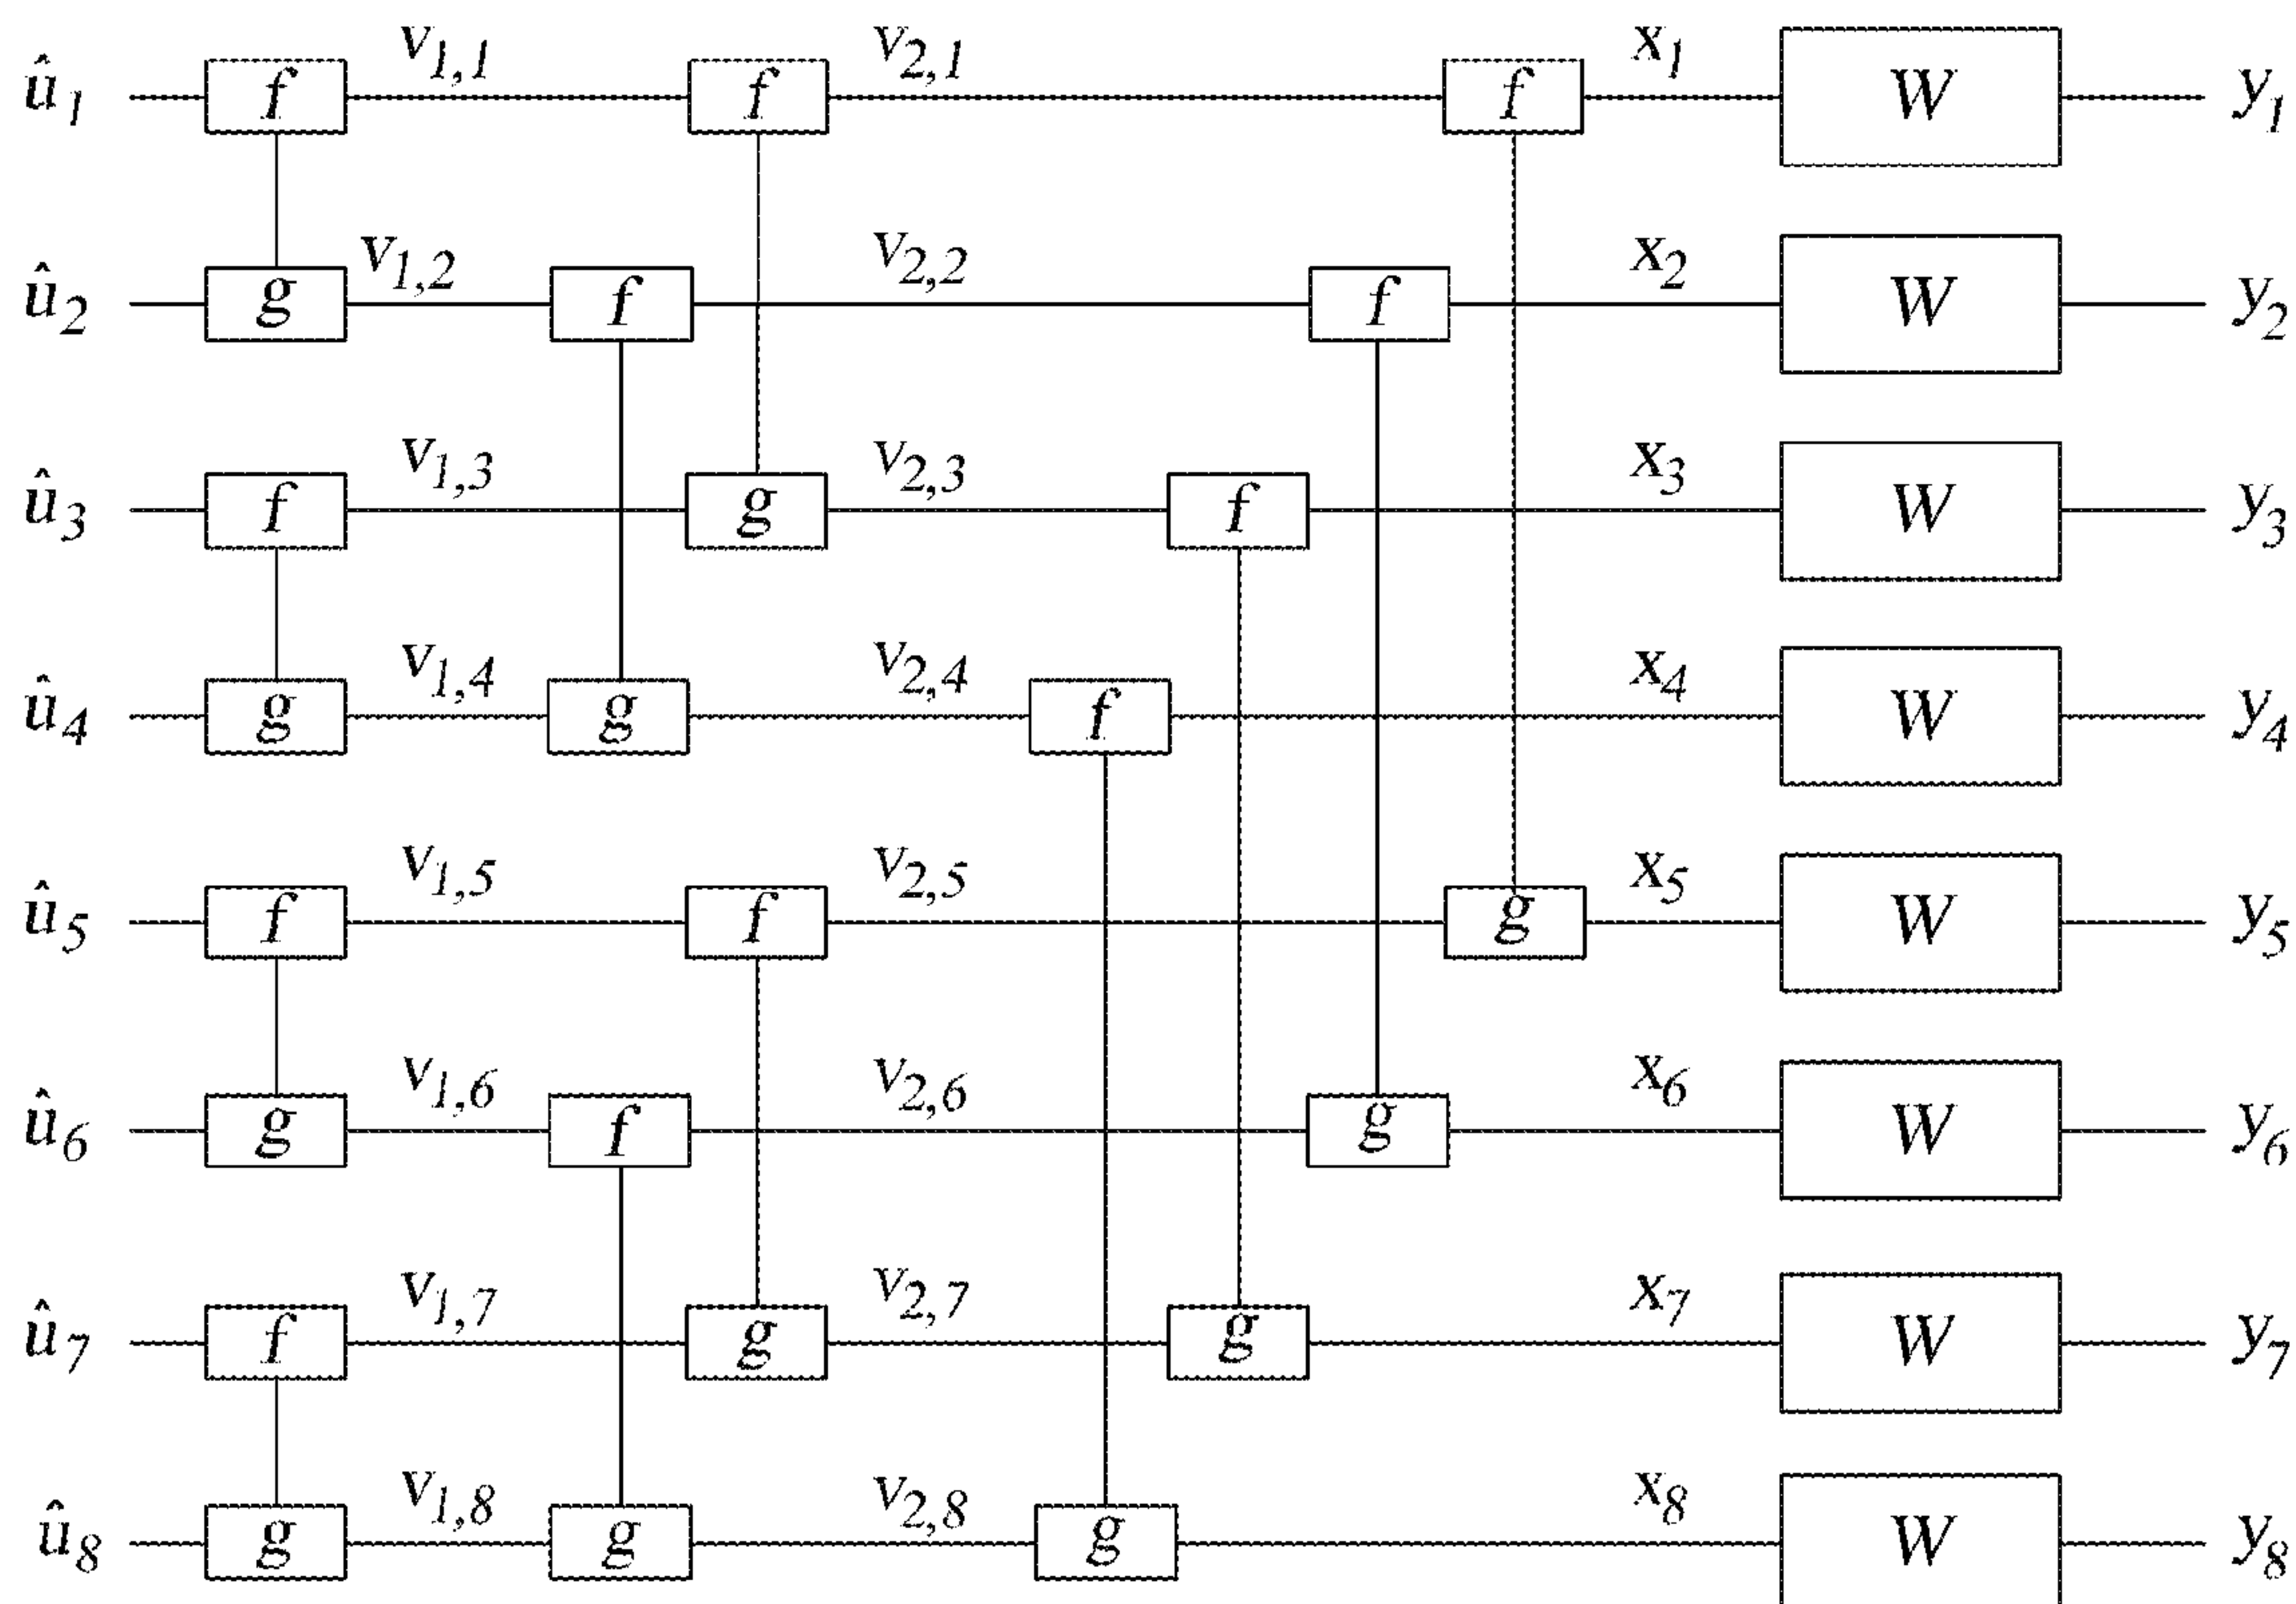 û1 f v1,1 f v2,1 f x1 W y1
û2 g v1,2 f v2,2 f x2 W y2
û3 f v1,3 g v2,3 f x3 W y3
û4 g v1,4 g v2,4 f x4 W y4
û5 f v1,5 f v2,5 g x5 W y5
û6 g v1,6 f v2,6 g x6 W y6
û7 f v1,7 g v2,7 g x7 W y7
û8 g v1,8 g v2,8 g x8 W y8